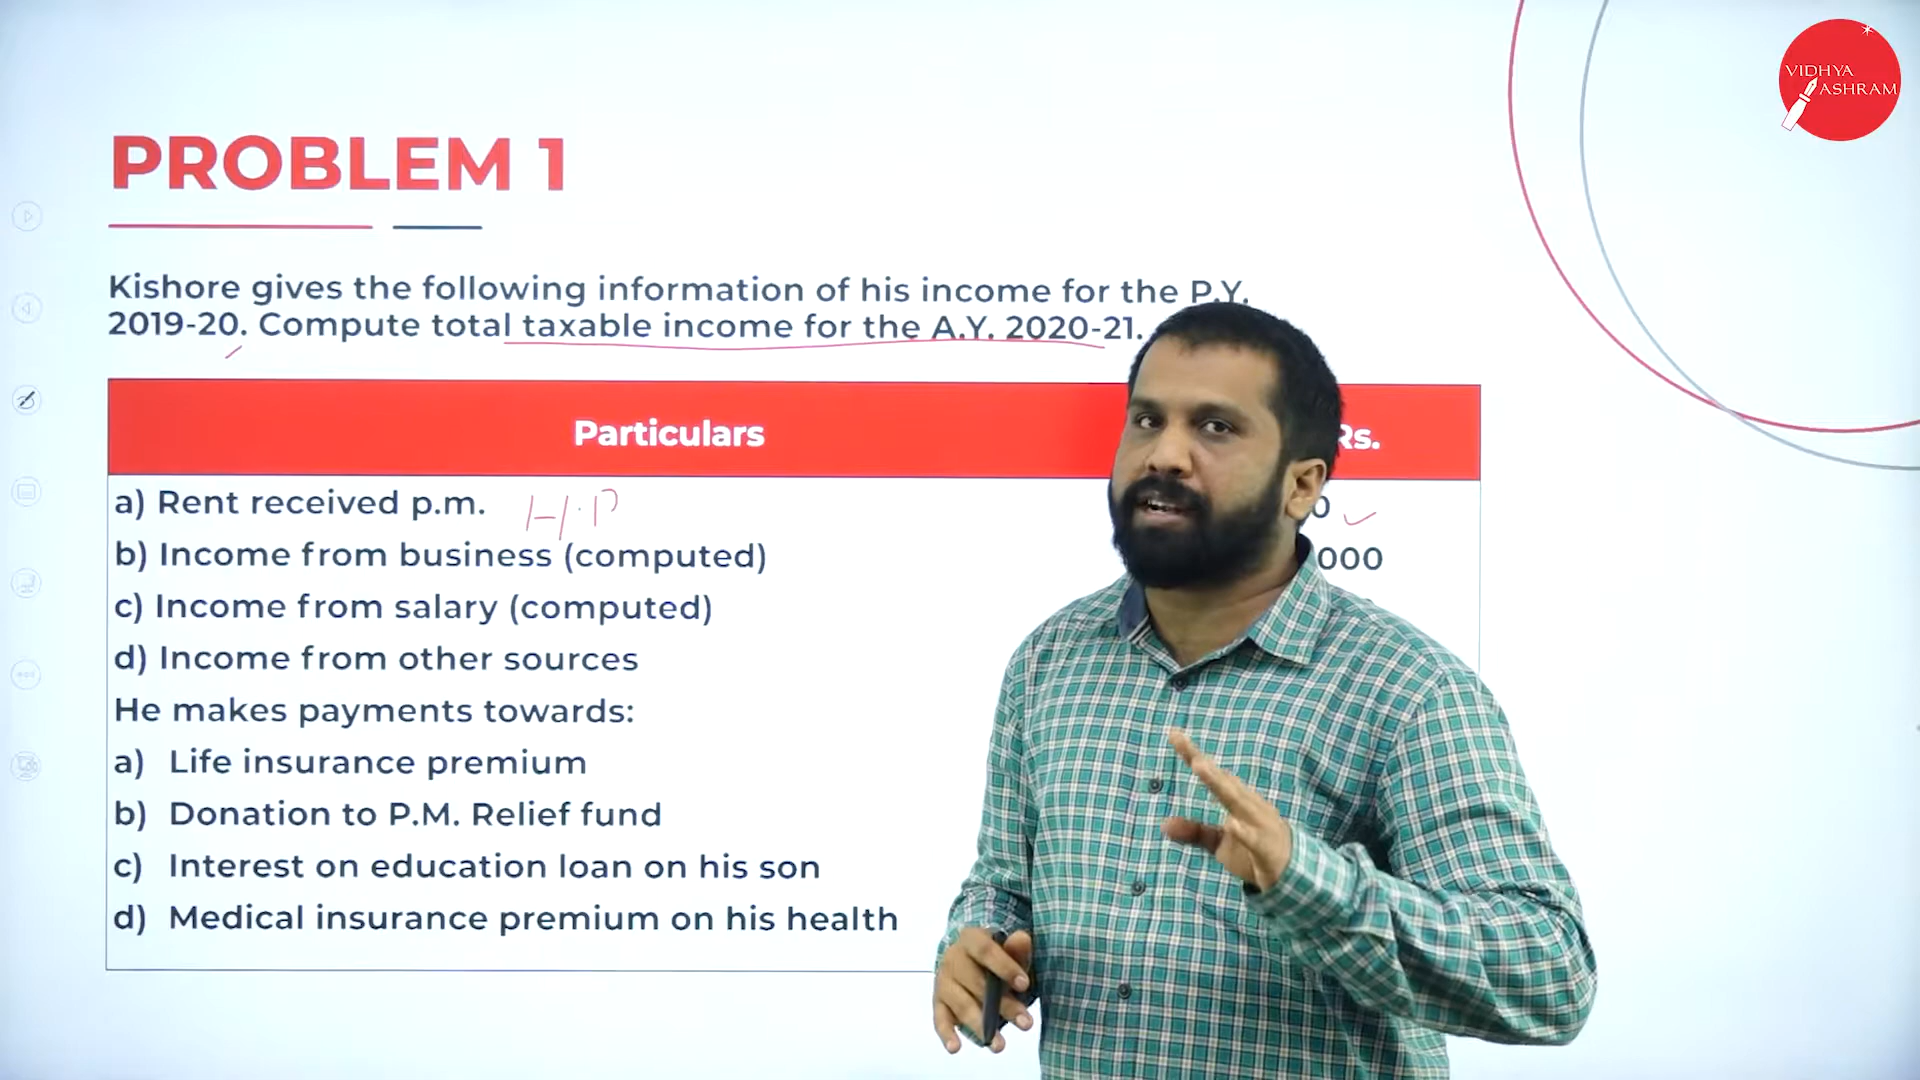 VIDHYA
ASHRAM
PROBLEM 1
Kishore gives the following information of his income for the P.Y.
2019-20. Compute total taxable income for the A.Y. 2020-21.
Particulars Rs.
a) Rent received p.m. H.P
b) Income from business (computed)
c) Income from salary (computed)
d) Income from other sources
He makes payments towards:
a) Life insurance premium
b) Donation to P.M. Relief fund
c) Interest on education loan on his son
d) Medical insurance premium on his health